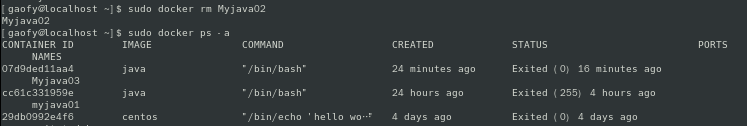 [gaofy@localhost ~]$ sudo docker rm Myjava02
Myjava02
[gaofy@localhost ~]$ sudo docker ps -a
CONTAINER ID IMAGE COMMAND CREATED STATUS PORTS
NAMES
07d9ded11aa4 java "/bin/bash" 24 minutes ago Exited (0) 16 minutes ago
Myjava03
cc61c331959e java "/bin/bash" 24 hours ago Exited (255) 4 hours ago
myjava01
29db0992e4f6 centos "/bin/echo 'hello wo…" 4 days ago Exited (0) 4 days ago